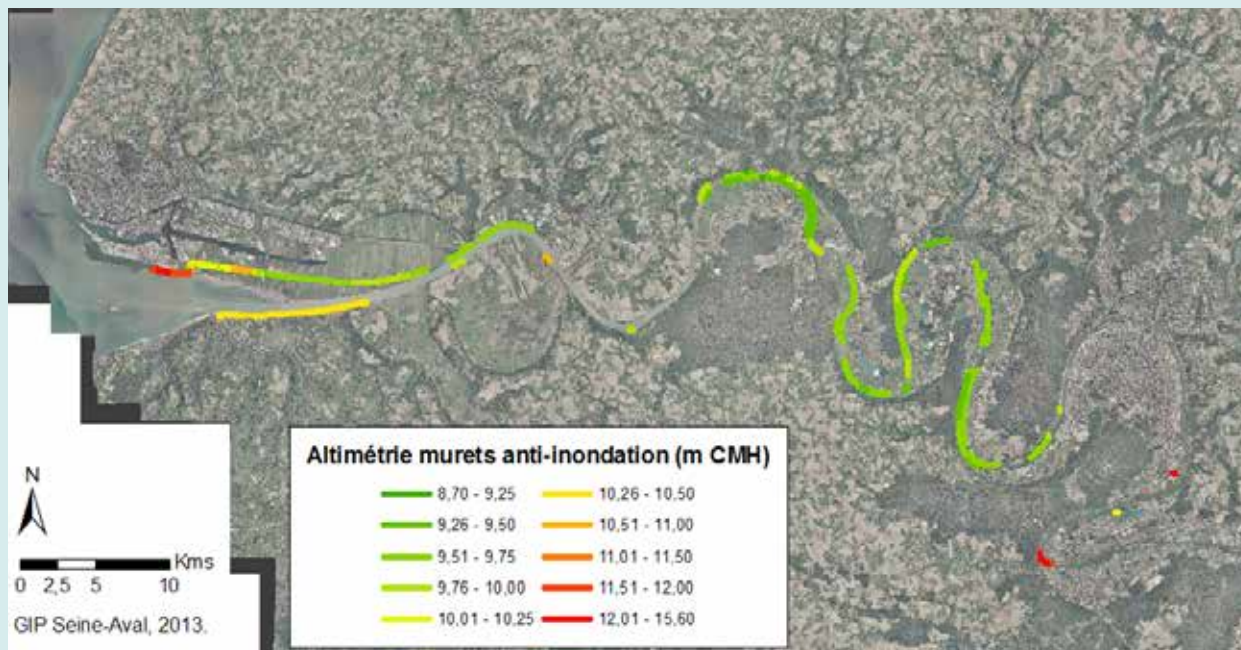 Altimétrie murets anti-inondation (m CMH)
8,70 - 9,25
9,26 - 9,50
9,51 - 9,75
9,76 - 10,00
10,01 - 10,25
10,26 - 10,50
10,51 - 11,00
11,01 - 11,50
11,51 - 12,00
12,01 - 15,60
N
Kms
0 2,5 5 10
GIP Seine-Aval, 2013.